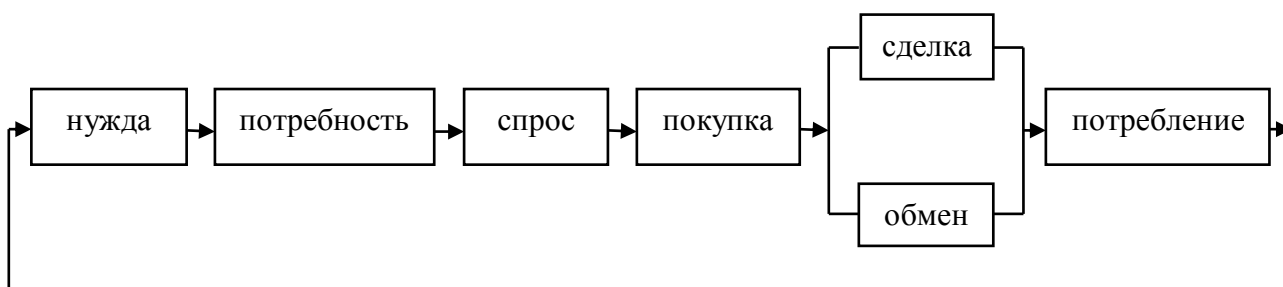 нужда
потребность
спрос
покупка
сделка
обмен
потребление